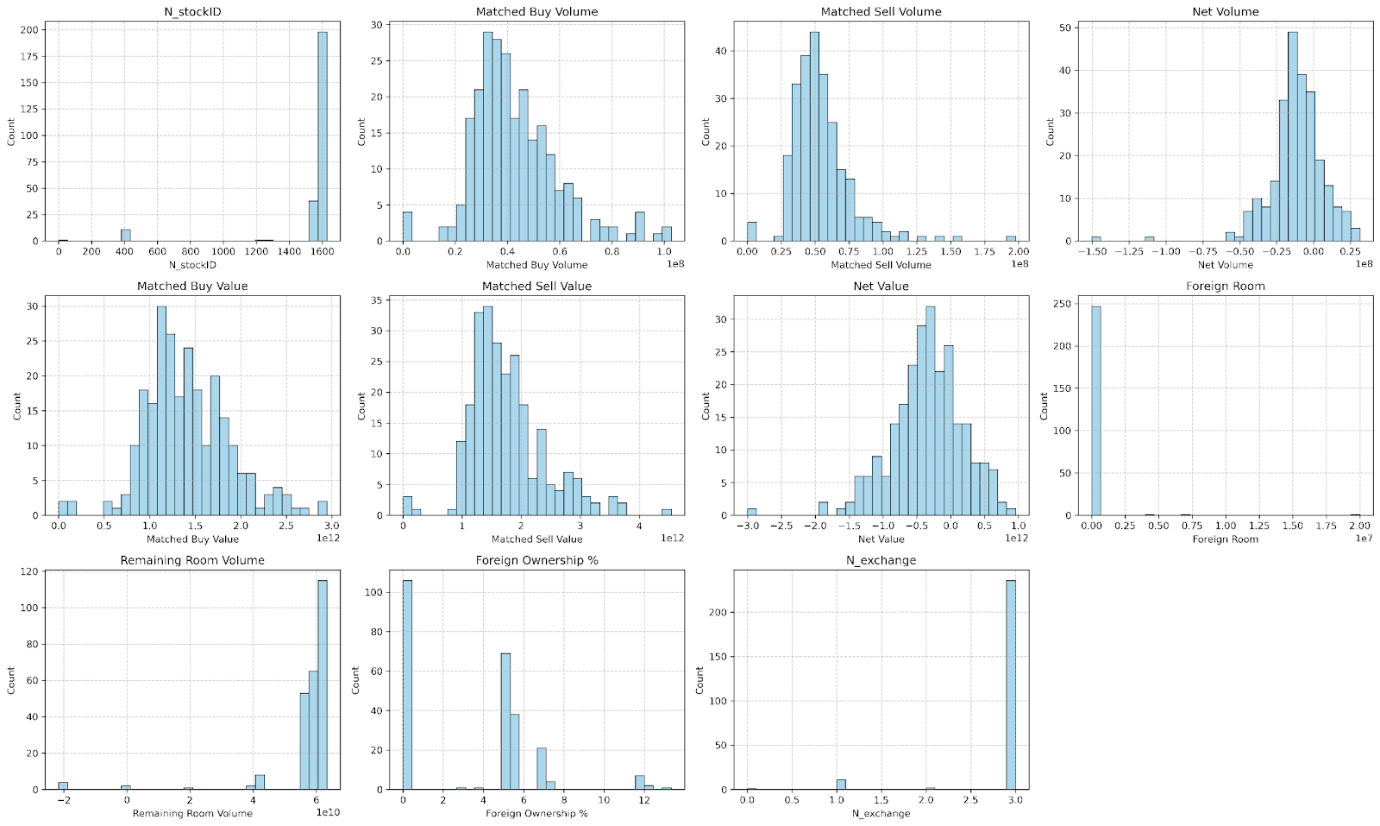 N_stockID
200
175
150
125
100
75
50
25
0
Count
0 200 400 600 800 1000 1200 1400 1600
N_stockID
Matched Buy Volume
30
25
20
15
10
5
0
Count
0.0 0.2 0.4 0.6 0.8 1.0
1e8
Matched Buy Volume
Matched Sell Volume
40
30
20
10
0
Count
0.00 0.25 0.50 0.75 1.00 1.25 1.50 1.75 2.00
1e8
Matched Sell Volume
Net Volume
50
40
30
20
10
0
Count
−1.50 −1.25 −1.00 −0.75 −0.50 −0.25 0.00 0.25
1e8
Net Volume
Matched Buy Value
30
25
20
15
10
5
0
Count
0.0 0.5 1.0 1.5 2.0 2.5 3.0
1e12
Matched Buy Value
Matched Sell Value
35
30
25
20
15
10
5
0
Count
0 1 2 3 4
1e12
Matched Sell Value
Net Value
30
25
20
15
10
5
0
Count
−3.0 −2.5 −2.0 −1.5 −1.0 −0.5 0.0 0.5 1.0
1e12
Net Value
Foreign Room
250
200
150
100
50
0
Count
0.00 0.25 0.50 0.75 1.00 1.25 1.50 1.75 2.00
1e7
Foreign Room
Remaining Room Volume
120
100
80
60
40
20
0
Count
−2 0 2 4 6
1e10
Remaining Room Volume
Foreign Ownership %
100
80
60
40
20
0
Count
0 2 4 6 8 10 12
Foreign Ownership %
N_exchange
200
150
100
50
0
Count
0.0 0.5 1.0 1.5 2.0 2.5 3.0
N_exchange